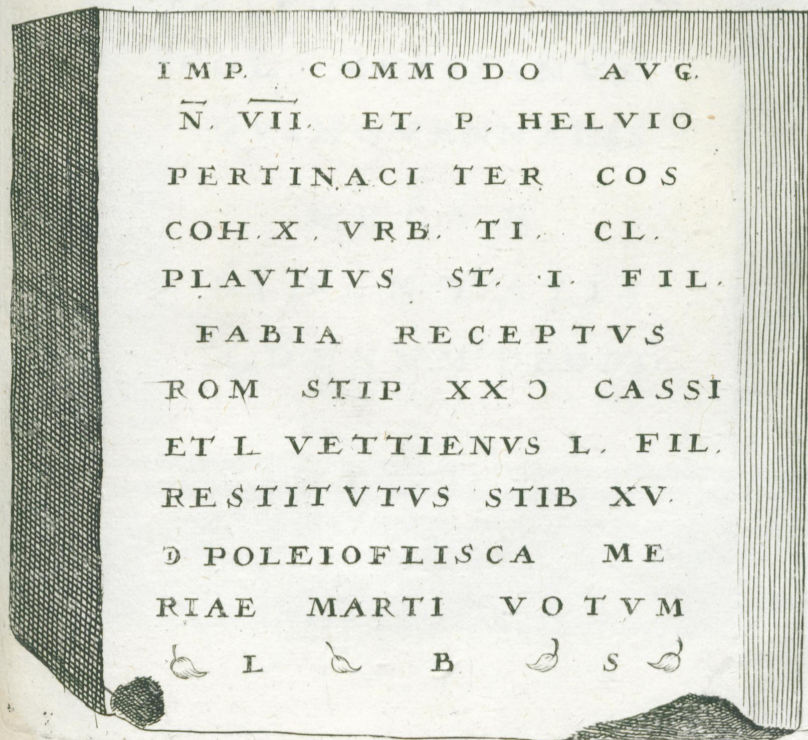 IMP. COMMODO AVG.
N̅. V̅I̅I̅. ET. P. HELVIO
PERTINACI TER COS
COH. X. VRB. TI. CL.
PLAVTIVS ST. I. FIL.
FABIA RECEPTVS
ROM STIP XX Ɔ CASSI
ET L VETTIENVS L. FIL.
RESTITVTVS STIB XV.
D POLEIOFLISCA ME
RIAE MARTI VOTVM
L B S